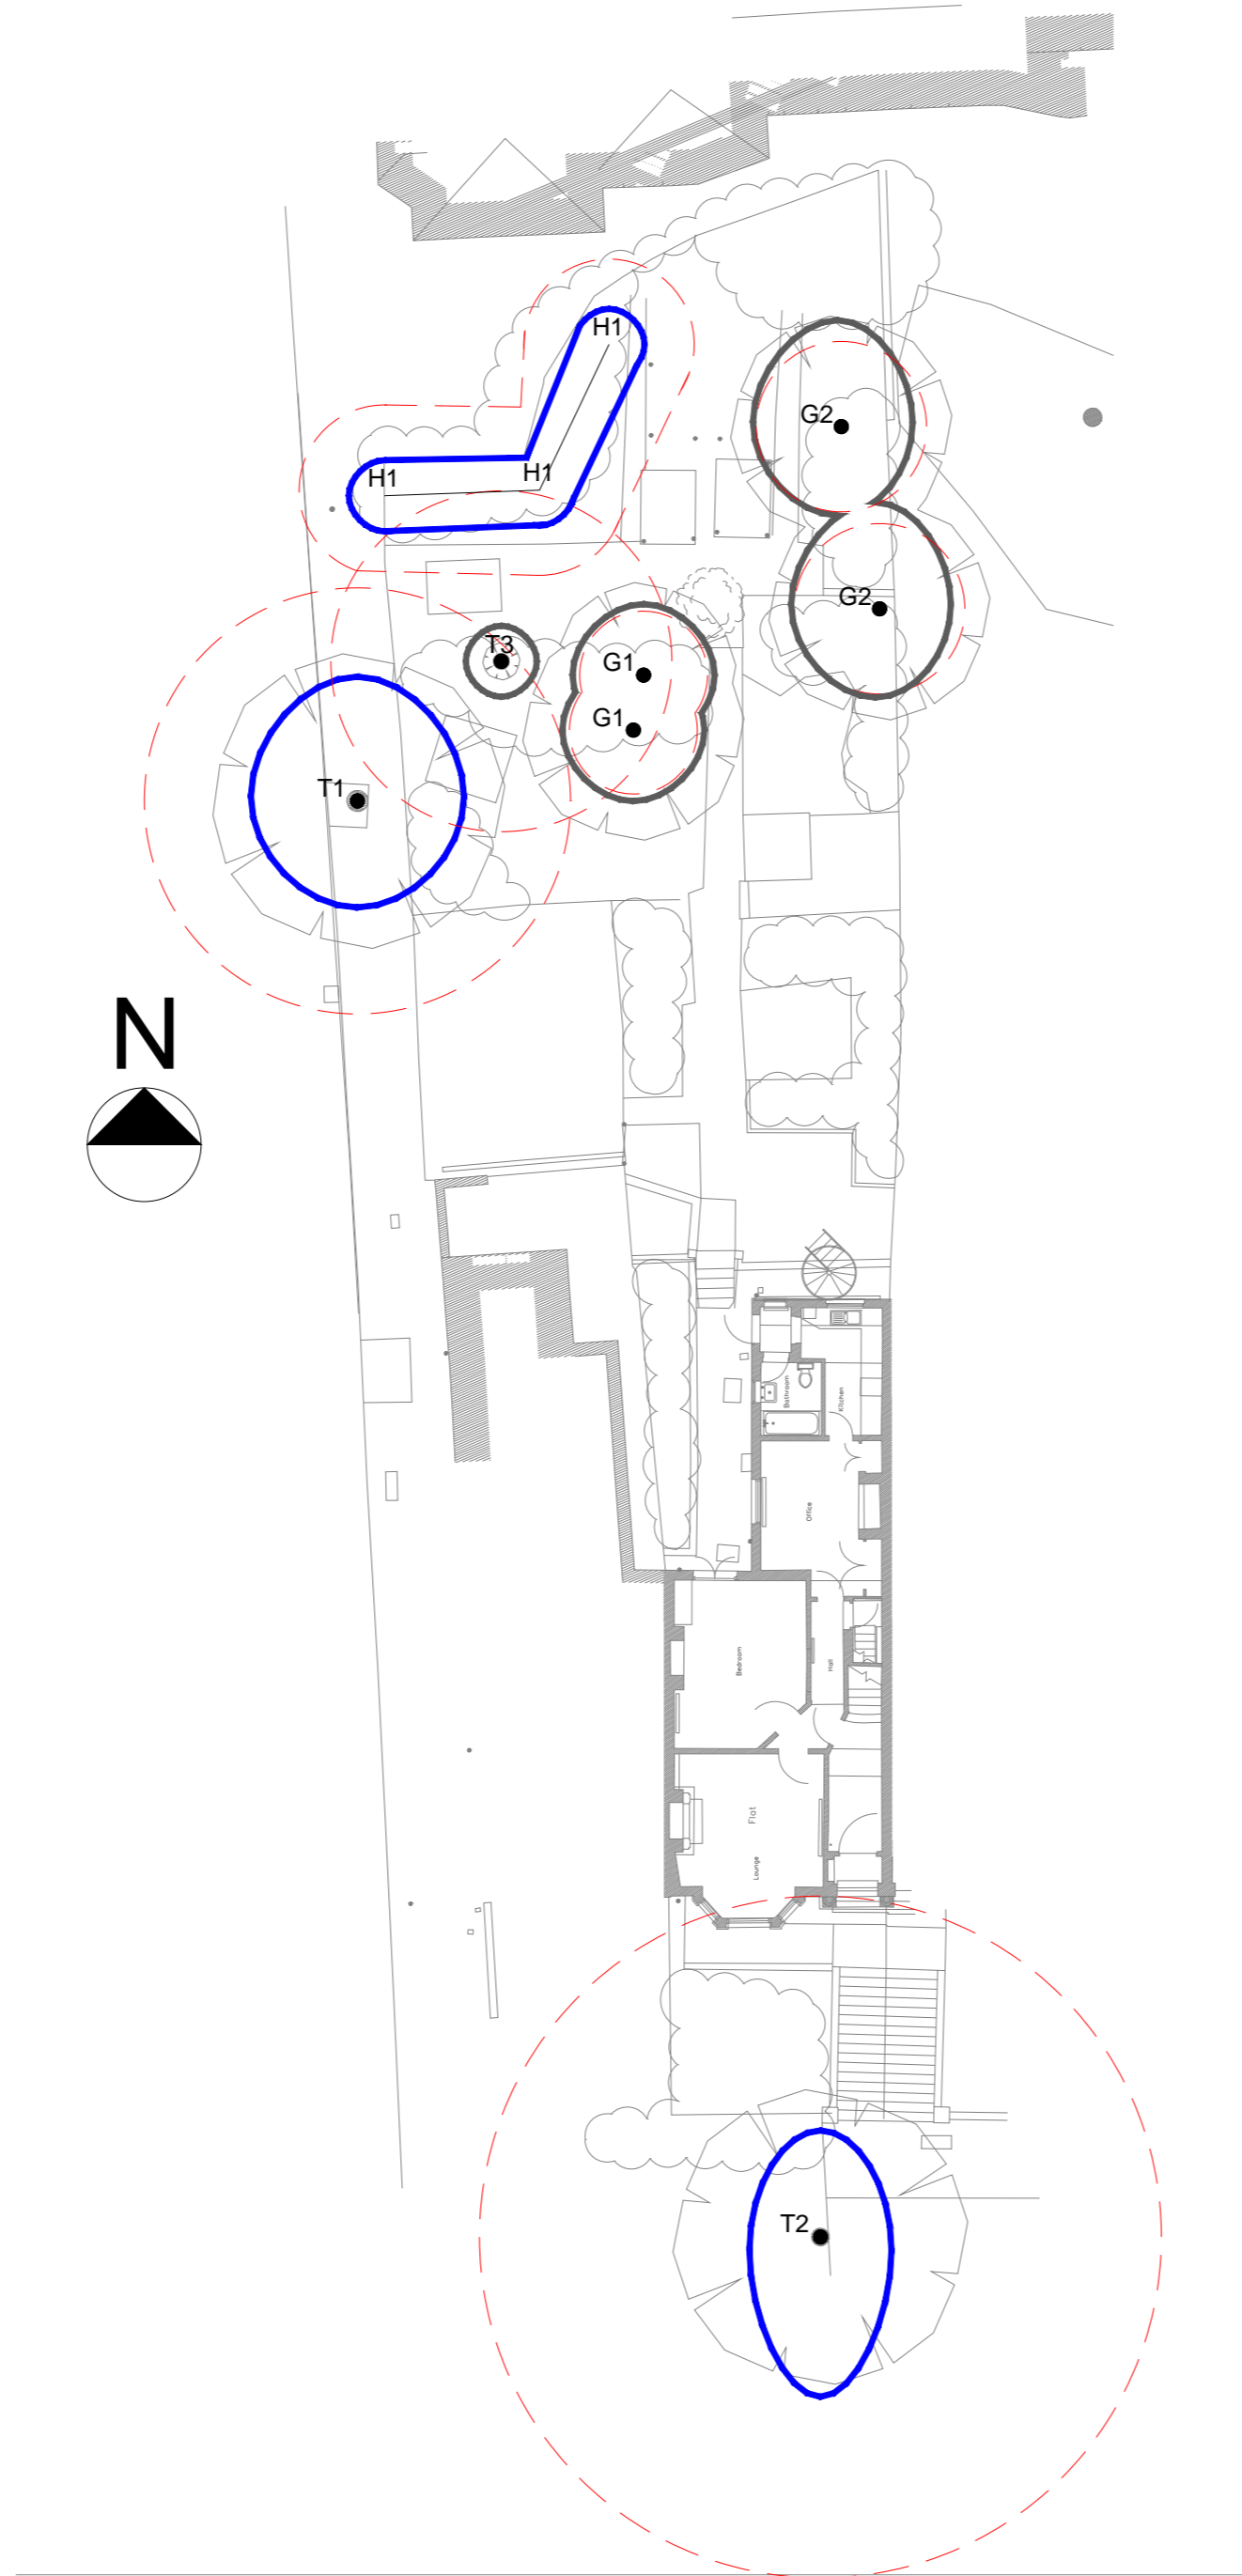 H1
G2
H1
H1
G2
T3
G1
G1
T1
N
Bathroom
Kitchen
Office
Bedroom
Hall
Flat
Lounge
T2